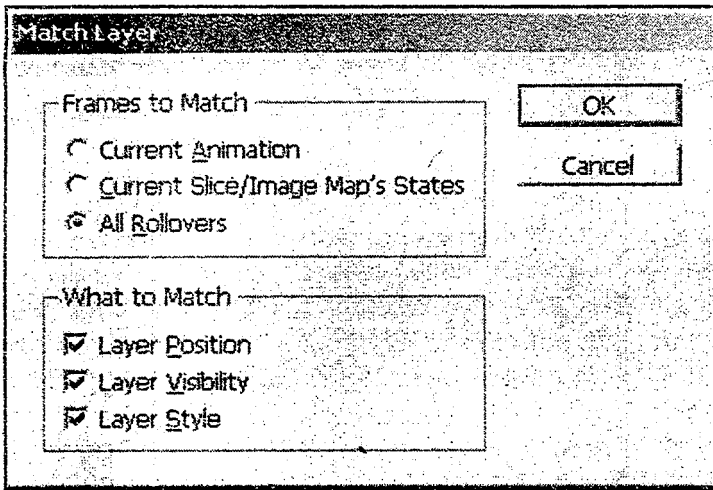 Match Layer
Frames to Match
Current Animation
Current Slice/Image Map's States
All Rollovers
OK
Cancel
What to Match
Layer Position
Layer Visibility
Layer Style